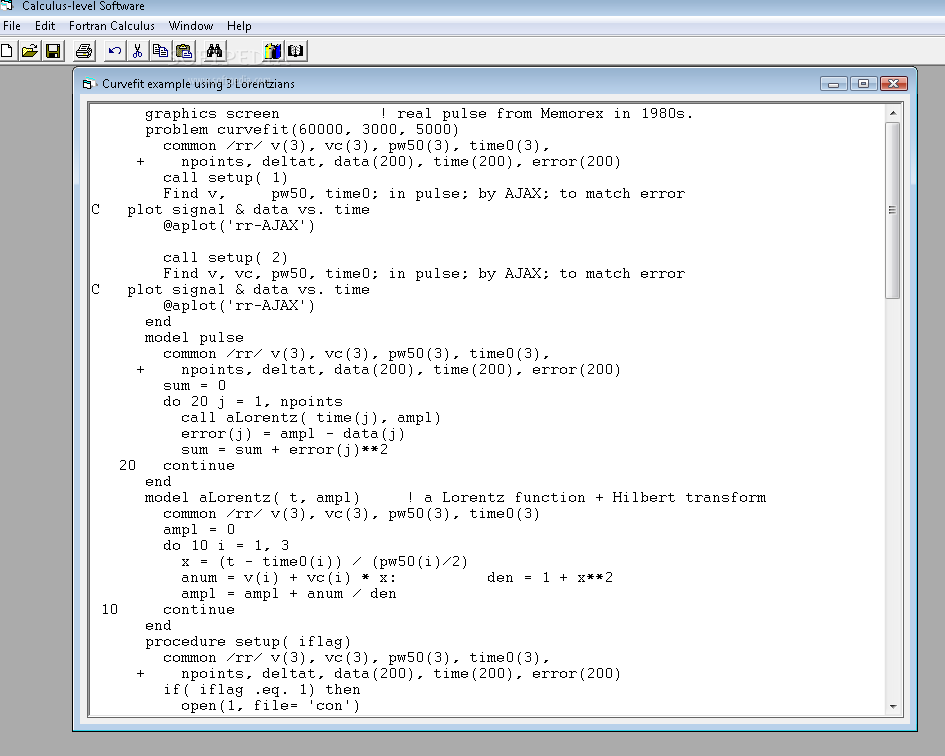 Calculus-level Software
File Edit Fortran Calculus Window Help
Curvefit example using 3 Lorentzians
graphics screen ! real pulse from Memorex in 1980s.
problem curvefit(60000, 3000, 5000)
common /rr/ v(3), vc(3), pw50(3), time0(3),
+ npoints, deltat, data(200), time(200), error(200)
call setup( 1)
Find v, pw50, time0; in pulse; by AJAX; to match error
C plot signal & data vs. time
@aplot('rr-AJAX')
call setup( 2)
Find v, vc, pw50, time0; in pulse; by AJAX; to match error
C plot signal & data vs. time
@aplot('rr-AJAX')
end
model pulse
common /rr/ v(3), vc(3), pw50(3), time0(3),
+ npoints, deltat, data(200), time(200), error(200)
sum = 0
do 20 j = 1, npoints
call aLorentz( time(j), ampl)
error(j) = ampl - data(j)
sum = sum + error(j)**2
20 continue
end
model aLorentz( t, ampl) ! a Lorentz function + Hilbert transform
common /rr/ v(3), vc(3), pw50(3), time0(3)
ampl = 0
do 10 i = 1, 3
x = (t - time0(i)) / (pw50(i)/2)
anum = v(i) + vc(i) * x: den = 1 + x**2
ampl = ampl + anum / den
10 continue
end
procedure setup( iflag)
common /rr/ v(3), vc(3), pw50(3), time0(3),
+ npoints, deltat, data(200), time(200), error(200)
if( iflag .eq. 1) then
open(1, file= 'con')